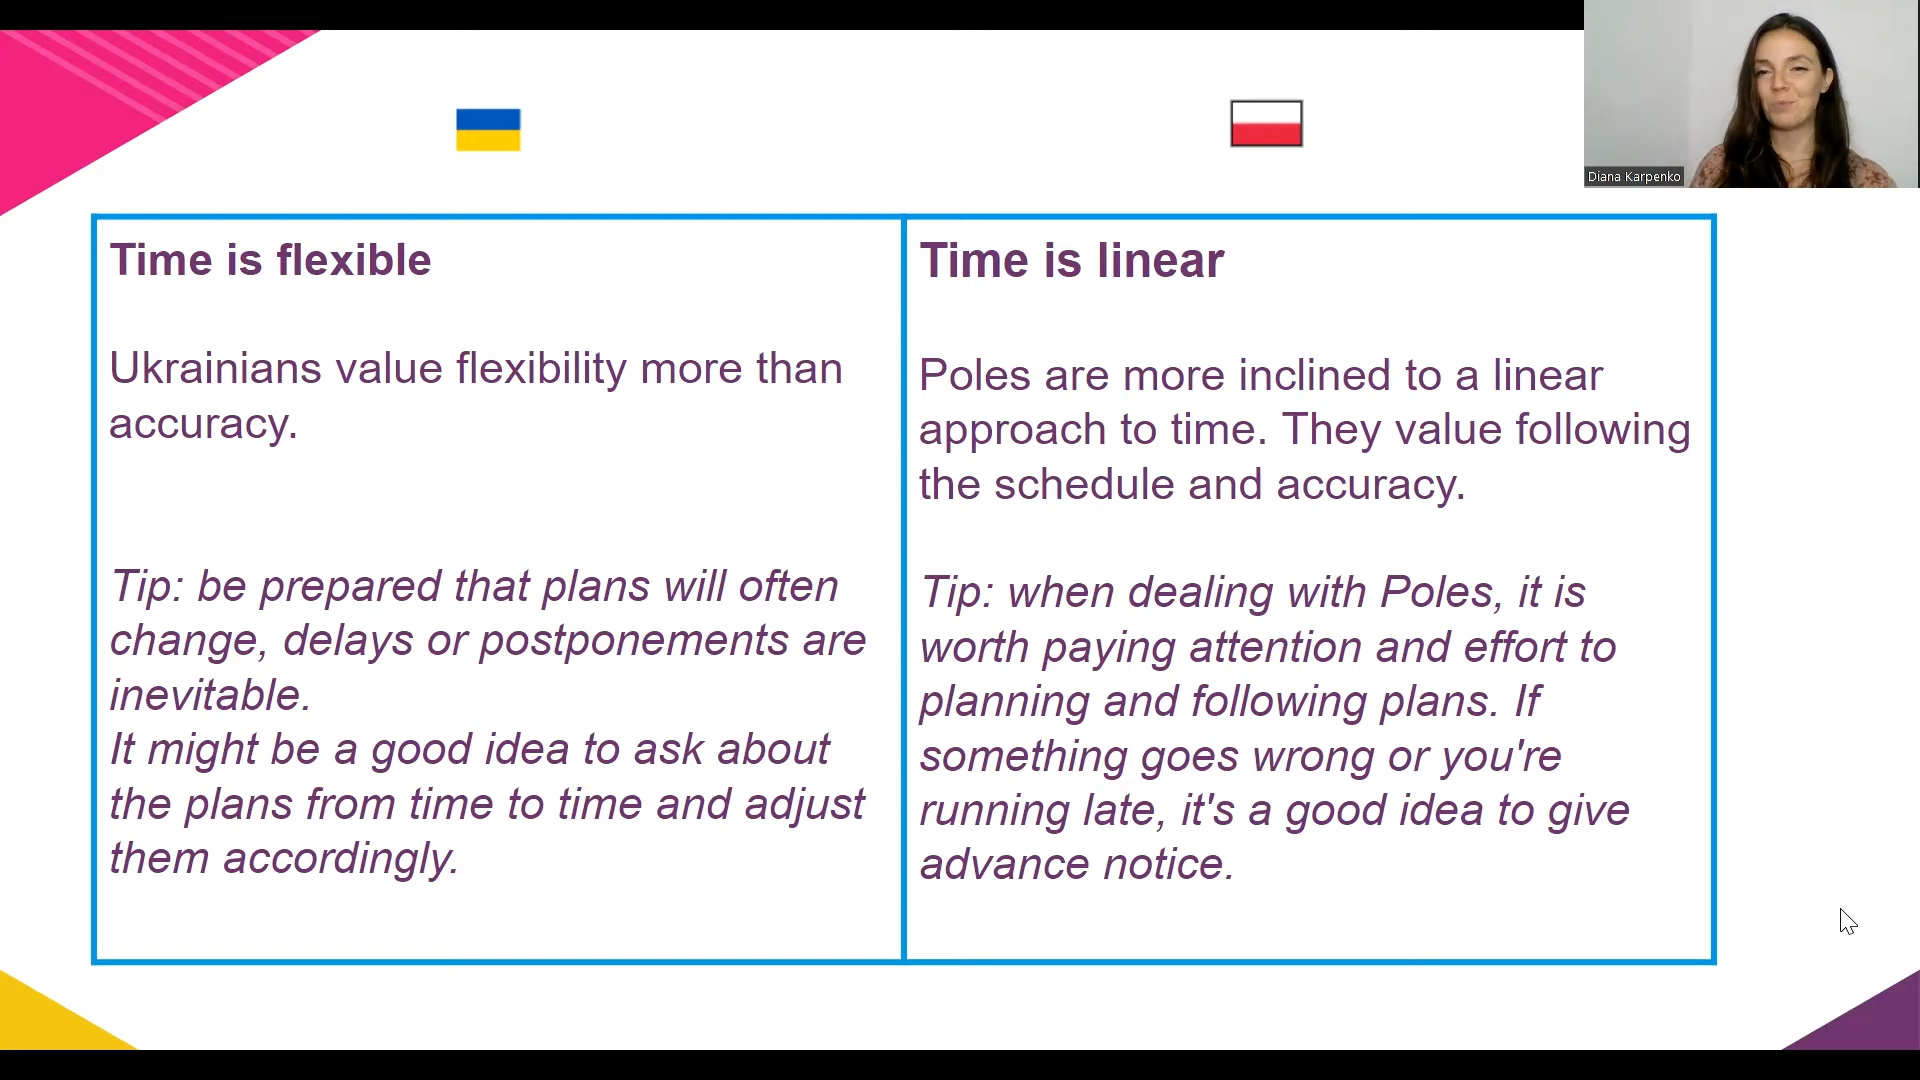 Diana Karpenko
Time is flexible
Ukrainians value flexibility more than
accuracy.
Tip: be prepared that plans will often
change, delays or postponements are
inevitable.
It might be a good idea to ask about
the plans from time to time and adjust
them accordingly.
Time is linear
Poles are more inclined to a linear
approach to time. They value following
the schedule and accuracy.
Tip: when dealing with Poles, it is
worth paying attention and effort to
planning and following plans. If
something goes wrong or you're
running late, it's a good idea to give
advance notice.